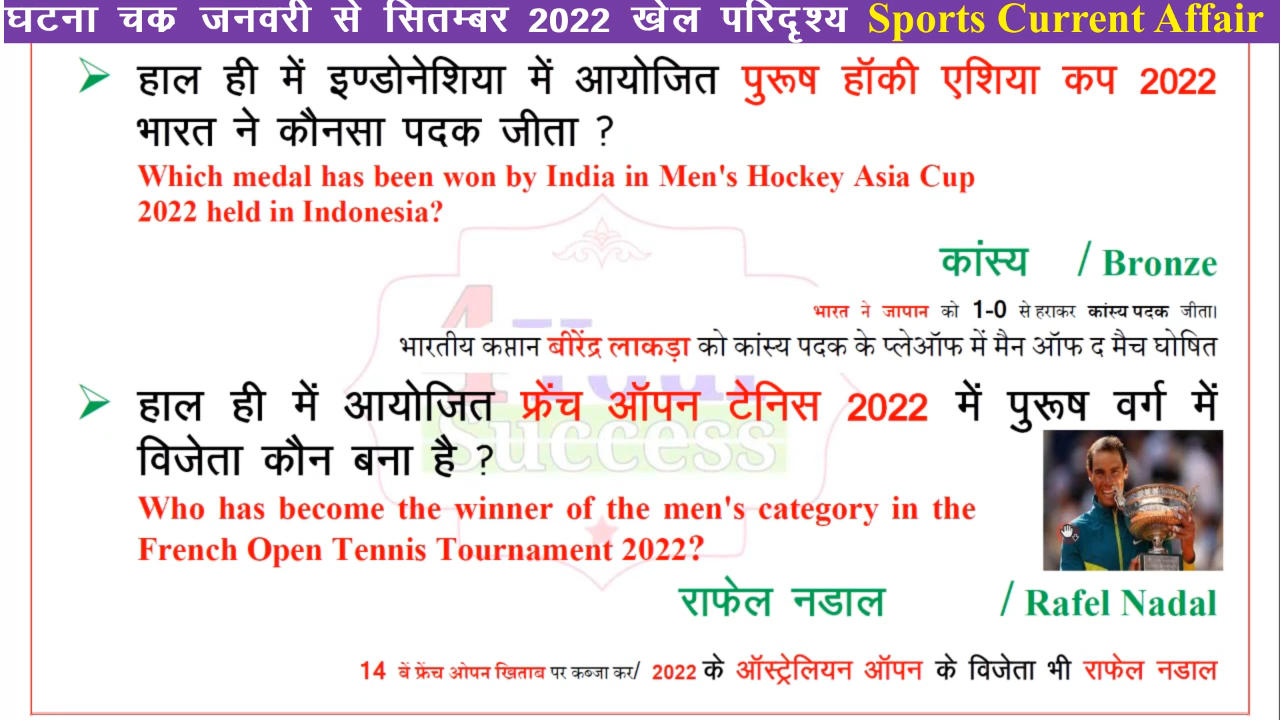 घटना चक्र जनवरी से सितम्बर 2022 खेल परिदृश्य Sports Current Affair
हाल ही में इण्डोनेशिया में आयोजित पुरूष हॉकी एशिया कप 2022
भारत ने कौनसा पदक जीता ?
Which medal has been won by India in Men's Hockey Asia Cup
2022 held in Indonesia?
कांस्य / Bronze
भारत ने जापान को 1-0 से हराकर कांस्य पदक जीता।
भारतीय कप्तान बीरेंद्र लाकड़ा को कांस्य पदक के प्लेऑफ में मैन ऑफ द मैच घोषित
हाल ही में आयोजित फ्रेंच ऑपन टेनिस 2022 में पुरूष वर्ग में
विजेता कौन बना है ?
Who has become the winner of the men's category in the
French Open Tennis Tournament 2022?
राफेल नडाल / Rafel Nadal
14 वें फ्रेंच ओपन खिताब पर कब्जा कर/ 2022 के ऑस्ट्रेलियन ऑपन के विजेता भी राफेल नडाल
4
Success